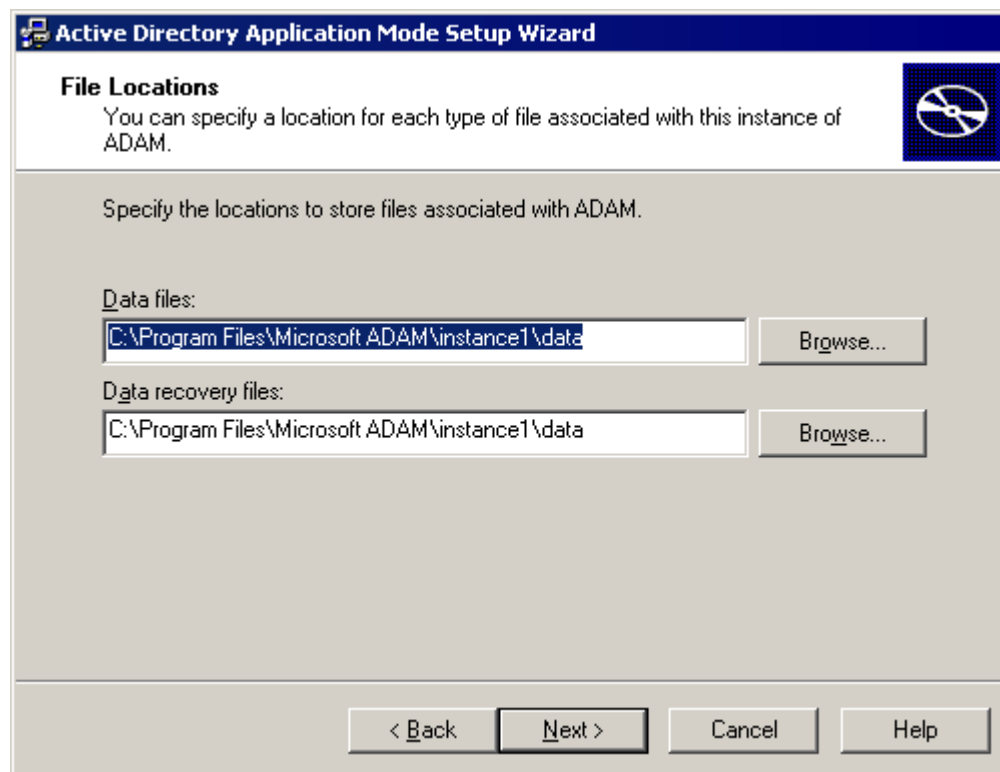 Active Directory Application Mode Setup Wizard
File Locations
You can specify a location for each type of file associated with this instance of
ADAM.
Specify the locations to store files associated with ADAM.
Data files:
C:\Program Files\Microsoft ADAM\instance1\data
Browse...
Data recovery files:
C:\Program Files\Microsoft ADAM\instance1\data
Browse...
< Back
Next >
Cancel
Help